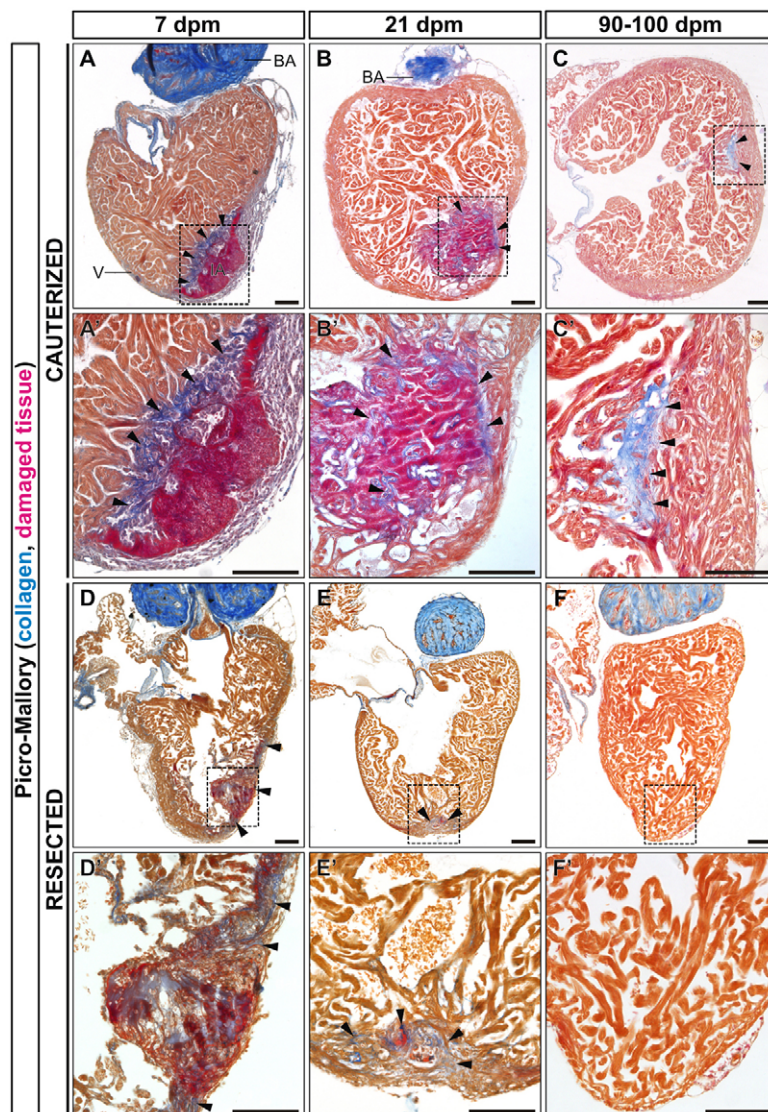 7 dpm
21 dpm
90-100 dpm
Picro-Mallory (collagen, damaged tissue)
CAUTERIZED
RESECTED
A
BA
V
IA
B
BA
C
A'
B'
C'
D
E
F
D'
E'
F'